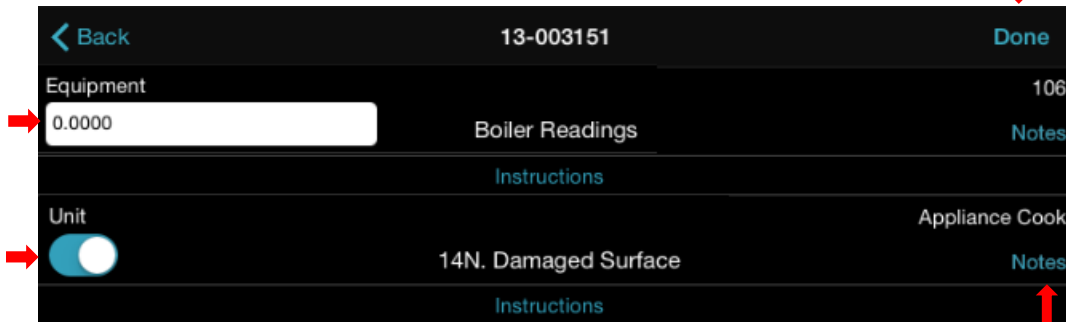 Back 13-003151 Done
Equipment 106
0.0000 Boiler Readings Notes
Instructions
Unit Appliance Cook
14N. Damaged Surface Notes
Instructions